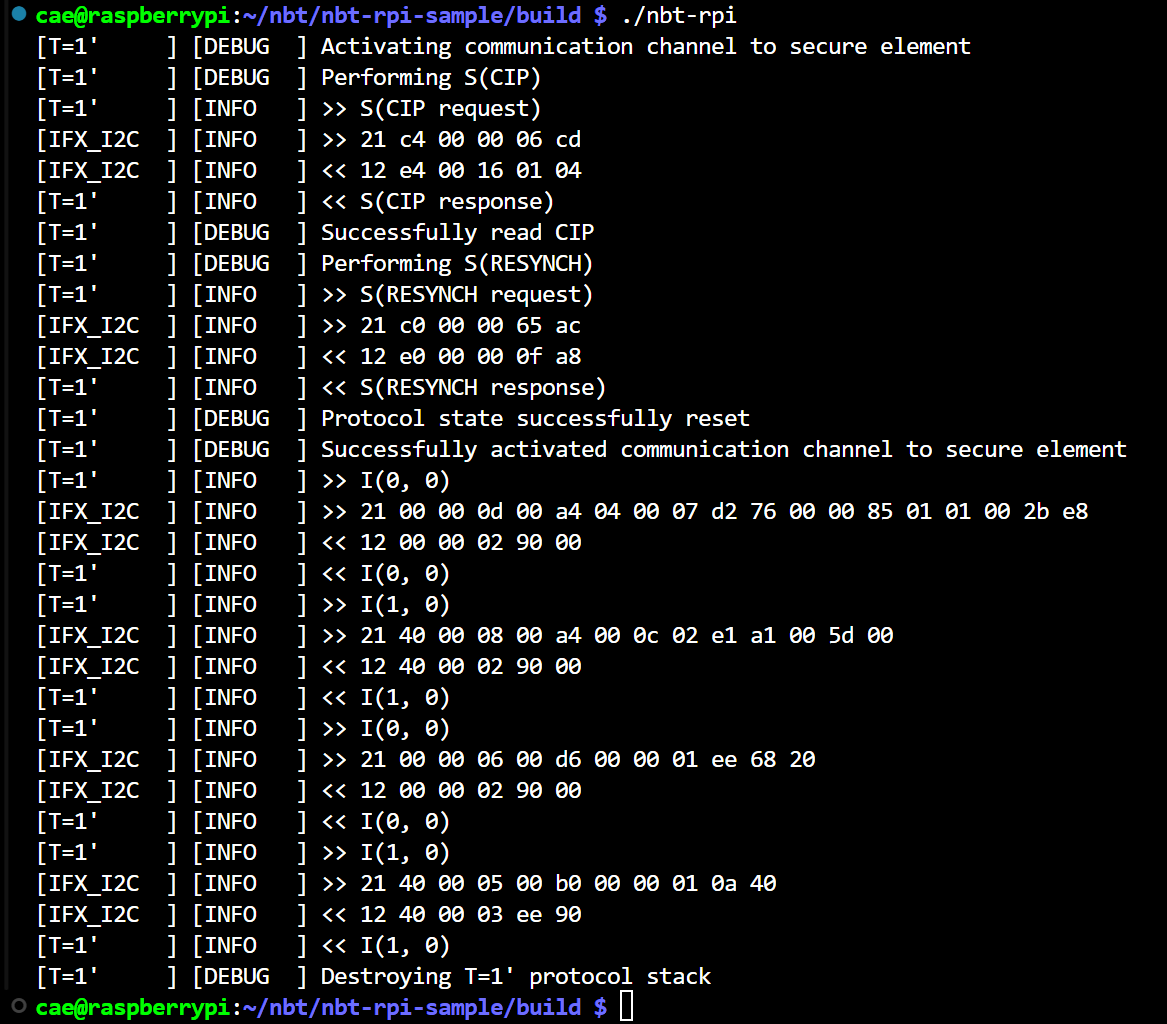 cae@raspberrypi:~/nbt/nbt-rpi-sample/build $ ./nbt-rpi
[T=1'     ] [DEBUG  ] Activating communication channel to secure element
[T=1'     ] [DEBUG  ] Performing S(CIP)
[T=1'     ] [INFO   ] >> S(CIP request)
[IFX_I2C  ] [INFO   ] >> 21 c4 00 00 06 cd
[IFX_I2C  ] [INFO   ] << 12 e4 00 16 01 04
[T=1'     ] [INFO   ] << S(CIP response)
[T=1'     ] [DEBUG  ] Successfully read CIP
[T=1'     ] [DEBUG  ] Performing S(RESYNCH)
[T=1'     ] [INFO   ] >> S(RESYNCH request)
[IFX_I2C  ] [INFO   ] >> 21 c0 00 00 65 ac
[IFX_I2C  ] [INFO   ] << 12 e0 00 00 0f a8
[T=1'     ] [INFO   ] << S(RESYNCH response)
[T=1'     ] [DEBUG  ] Protocol state successfully reset
[T=1'     ] [DEBUG  ] Successfully activated communication channel to secure element
[T=1'     ] [INFO   ] >> I(0, 0)
[IFX_I2C  ] [INFO   ] >> 21 00 00 0d 00 a4 04 00 07 d2 76 00 00 85 01 01 00 2b e8
[IFX_I2C  ] [INFO   ] << 12 00 00 02 90 00
[T=1'     ] [INFO   ] << I(0, 0)
[T=1'     ] [INFO   ] >> I(1, 0)
[IFX_I2C  ] [INFO   ] >> 21 40 00 08 00 a4 00 0c 02 e1 a1 00 5d 00
[IFX_I2C  ] [INFO   ] << 12 40 00 02 90 00
[T=1'     ] [INFO   ] << I(1, 0)
[T=1'     ] [INFO   ] >> I(0, 0)
[IFX_I2C  ] [INFO   ] >> 21 00 00 06 00 d6 00 00 01 ee 68 20
[IFX_I2C  ] [INFO   ] << 12 00 00 02 90 00
[T=1'     ] [INFO   ] << I(0, 0)
[T=1'     ] [INFO   ] >> I(1, 0)
[IFX_I2C  ] [INFO   ] >> 21 40 00 05 00 b0 00 00 01 0a 40
[IFX_I2C  ] [INFO   ] << 12 40 00 03 ee 90
[T=1'     ] [INFO   ] << I(1, 0)
[T=1'     ] [DEBUG  ] Destroying T=1' protocol stack
cae@raspberrypi:~/nbt/nbt-rpi-sample/build $